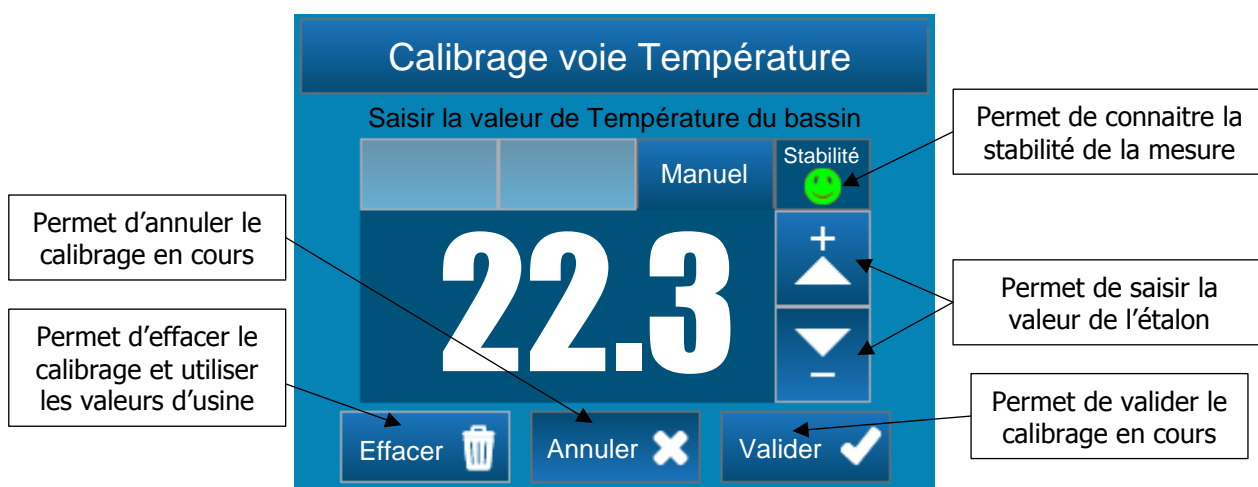 Calibrage voie Température
Saisir la valeur de Température du bassin
Manuel
Stabilité
22.3
+
−
Effacer
Annuler
Valider
Permet d’annuler le
calibrage en cours
Permet d’effacer le
calibrage et utiliser
les valeurs d’usine
Permet de connaitre la
stabilité de la mesure
Permet de saisir la
valeur de l’étalon
Permet de valider le
calibrage en cours